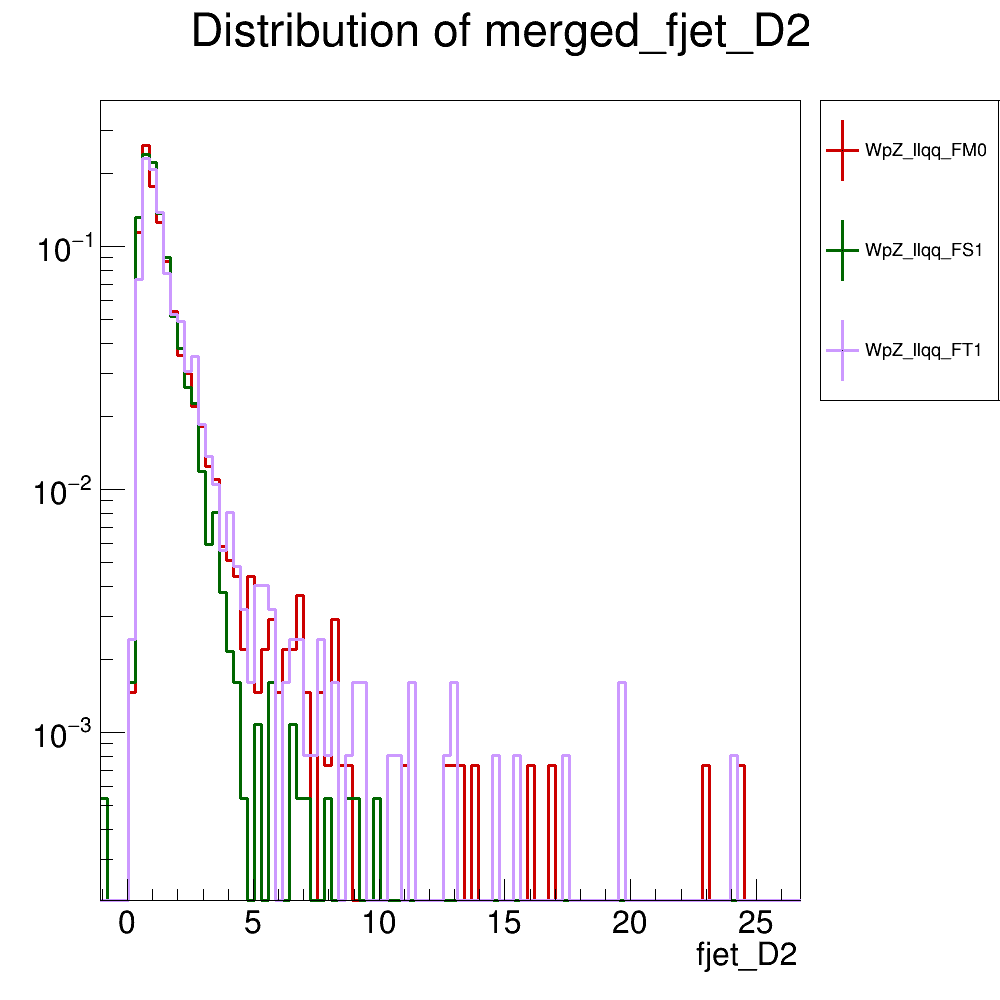 Distribution of merged_fjet_D2
WpZ_llqq_FM0
WpZ_llqq_FS1
WpZ_llqq_FT1
10⁻¹
10⁻²
10⁻³
0 5 10 15 20 25
fjet_D2